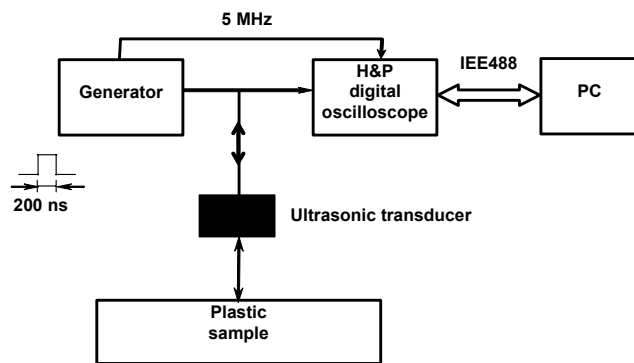 5 MHz
Generator
H&P
digital
oscilloscope
IEE488
PC
200 ns
Ultrasonic transducer
Plastic
sample